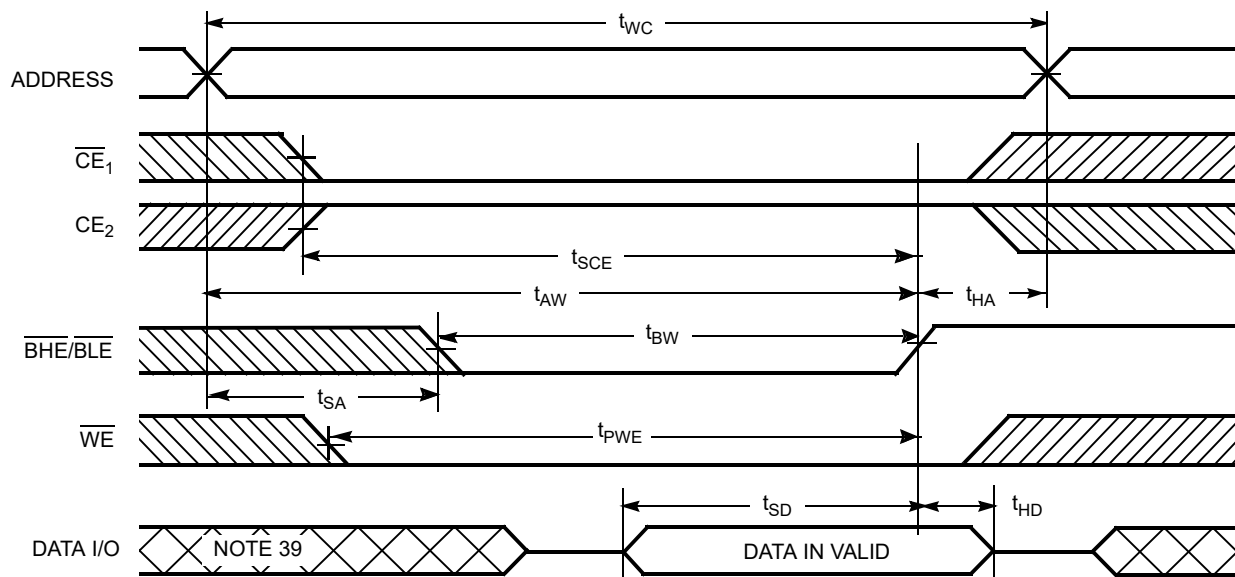 tWC
ADDRESS
CE1
CE2
tSCE
tAW
tHA
BHE/BLE
tBW
tSA
WE
tPWE
tSD
tHD
DATA I/O
NOTE 39
DATA IN VALID